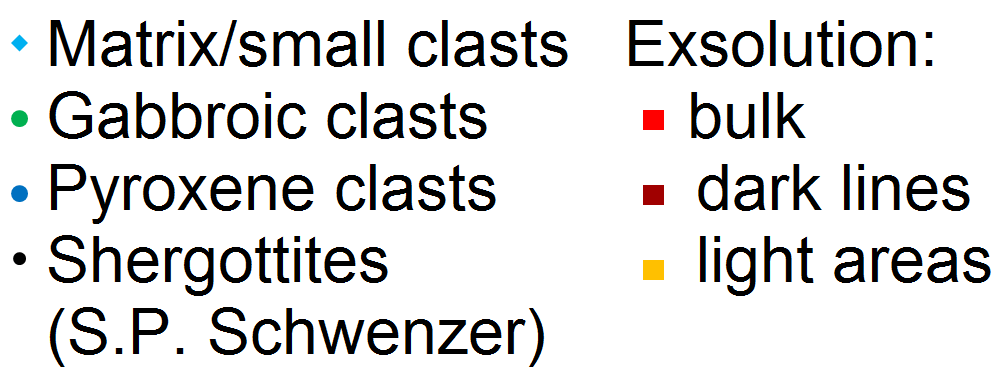 Matrix/small clasts
Gabbroic clasts
Pyroxene clasts
Shergottites
(S.P. Schwenzer)
Exsolution:
bulk
dark lines
light areas